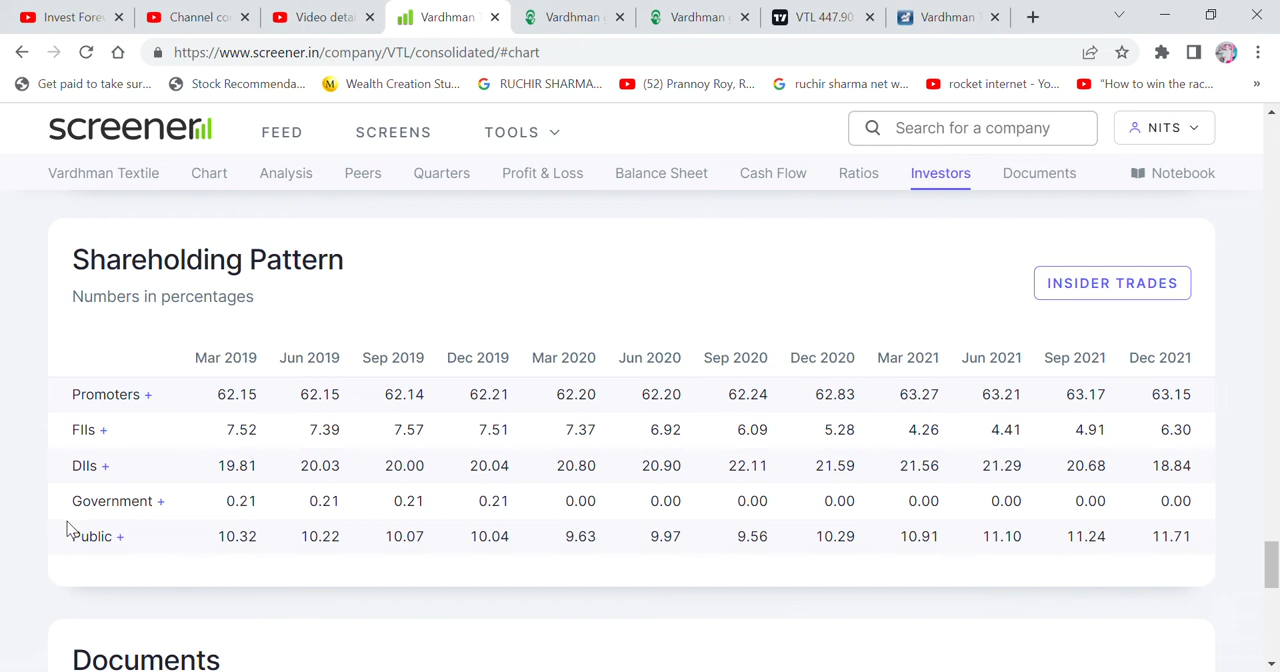 Invest Fore
Channel co
Video deta
Vardhman T
Vardhman g
Vardhman g
VTL 447.90
Vardhman T
https://www.screener.in/company/VTL/consolidated/#chart
Get paid to take sur...
Stock Recommenda...
Wealth Creation Stu...
RUCHIR SHARMA...
(52) Prannoy Roy, R...
ruchir sharma net w...
rocket internet - Yo...
"How to win the rac...
»
screener
FEED
SCREENS
TOOLS
Search for a company
NITS
Vardhman Textile Chart Analysis Peers Quarters Profit & Loss Balance Sheet Cash Flow Ratios Investors Documents Notebook
Shareholding Pattern
Numbers in percentages
INSIDER TRADES
Mar 2019 Jun 2019 Sep 2019 Dec 2019 Mar 2020 Jun 2020 Sep 2020 Dec 2020 Mar 2021 Jun 2021 Sep 2021 Dec 2021
Promoters + 62.15 62.15 62.14 62.21 62.20 62.20 62.24 62.83 63.27 63.21 63.17 63.15
FIIs + 7.52 7.39 7.57 7.51 7.37 6.92 6.09 5.28 4.26 4.41 4.91 6.30
DIIs + 19.81 20.03 20.00 20.04 20.80 20.90 22.11 21.59 21.56 21.29 20.68 18.84
Government + 0.21 0.21 0.21 0.21 0.00 0.00 0.00 0.00 0.00 0.00 0.00 0.00
Public + 10.32 10.22 10.07 10.04 9.63 9.97 9.56 10.29 10.91 11.10 11.24 11.71
Documents